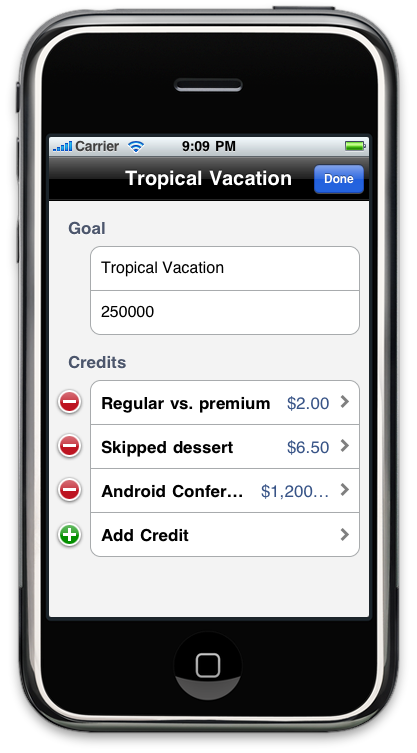 Carrier 9:09 PM
Tropical Vacation Done
Goal
Tropical Vacation
250000
Credits
Regular vs. premium $2.00
Skipped dessert $6.50
Android Confer... $1,200...
Add Credit